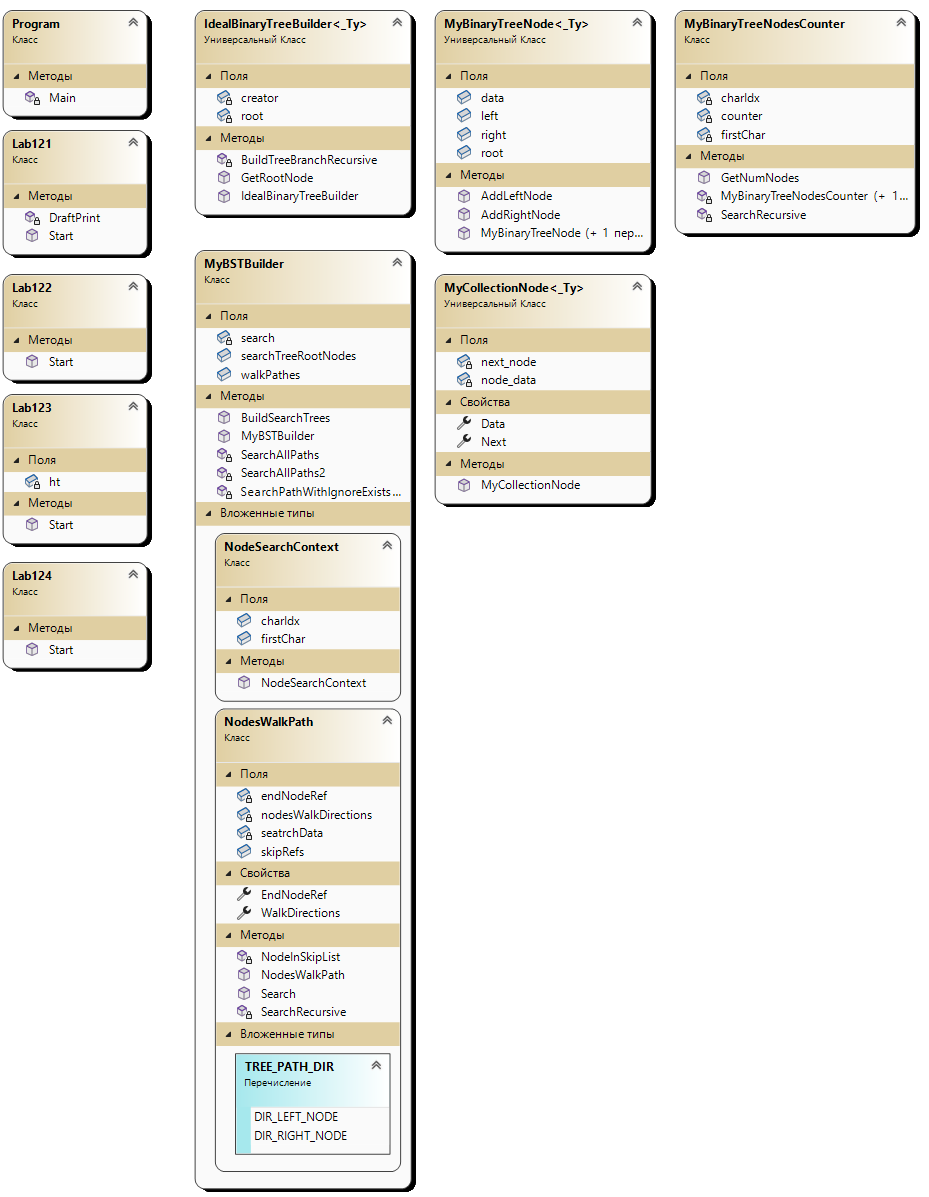 Program
Класс
Методы
Main
Lab121
Класс
Методы
DraftPrint
Start
Lab122
Класс
Методы
Start
Lab123
Класс
Поля
ht
Методы
Start
Lab124
Класс
Методы
Start
IdealBinaryTreeBuilder<_Ty>
Универсальный Класс
Поля
creator
root
Методы
BuildTreeBranchRecursive
GetRootNode
IdealBinaryTreeBuilder
MyBSTBuilder
Класс
Поля
search
searchTreeRootNodes
walkPathes
Методы
BuildSearchTrees
MyBSTBuilder
SearchAllPaths
SearchAllPaths2
SearchPathWithIgnoreExists...
Вложенные типы
NodeSearchContext
Класс
Поля
charIdx
firstChar
Методы
NodeSearchContext
NodesWalkPath
Класс
Поля
endNodeRef
nodesWalkDirections
seatrchData
skipRefs
Свойства
EndNodeRef
WalkDirections
Методы
NodeInSkipList
NodesWalkPath
Search
SearchRecursive
Вложенные типы
TREE_PATH_DIR
Перечисление
DIR_LEFT_NODE
DIR_RIGHT_NODE
MyBinaryTreeNode<_Ty>
Универсальный Класс
Поля
data
left
right
root
Методы
AddLeftNode
AddRightNode
MyBinaryTreeNode (+ 1 пер...
MyCollectionNode<_Ty>
Универсальный Класс
Поля
next_node
node_data
Свойства
Data
Next
Методы
MyCollectionNode
MyBinaryTreeNodesCounter
Класс
Поля
charIdx
counter
firstChar
Методы
GetNumNodes
MyBinaryTreeNodesCounter (+ 1...
SearchRecursive